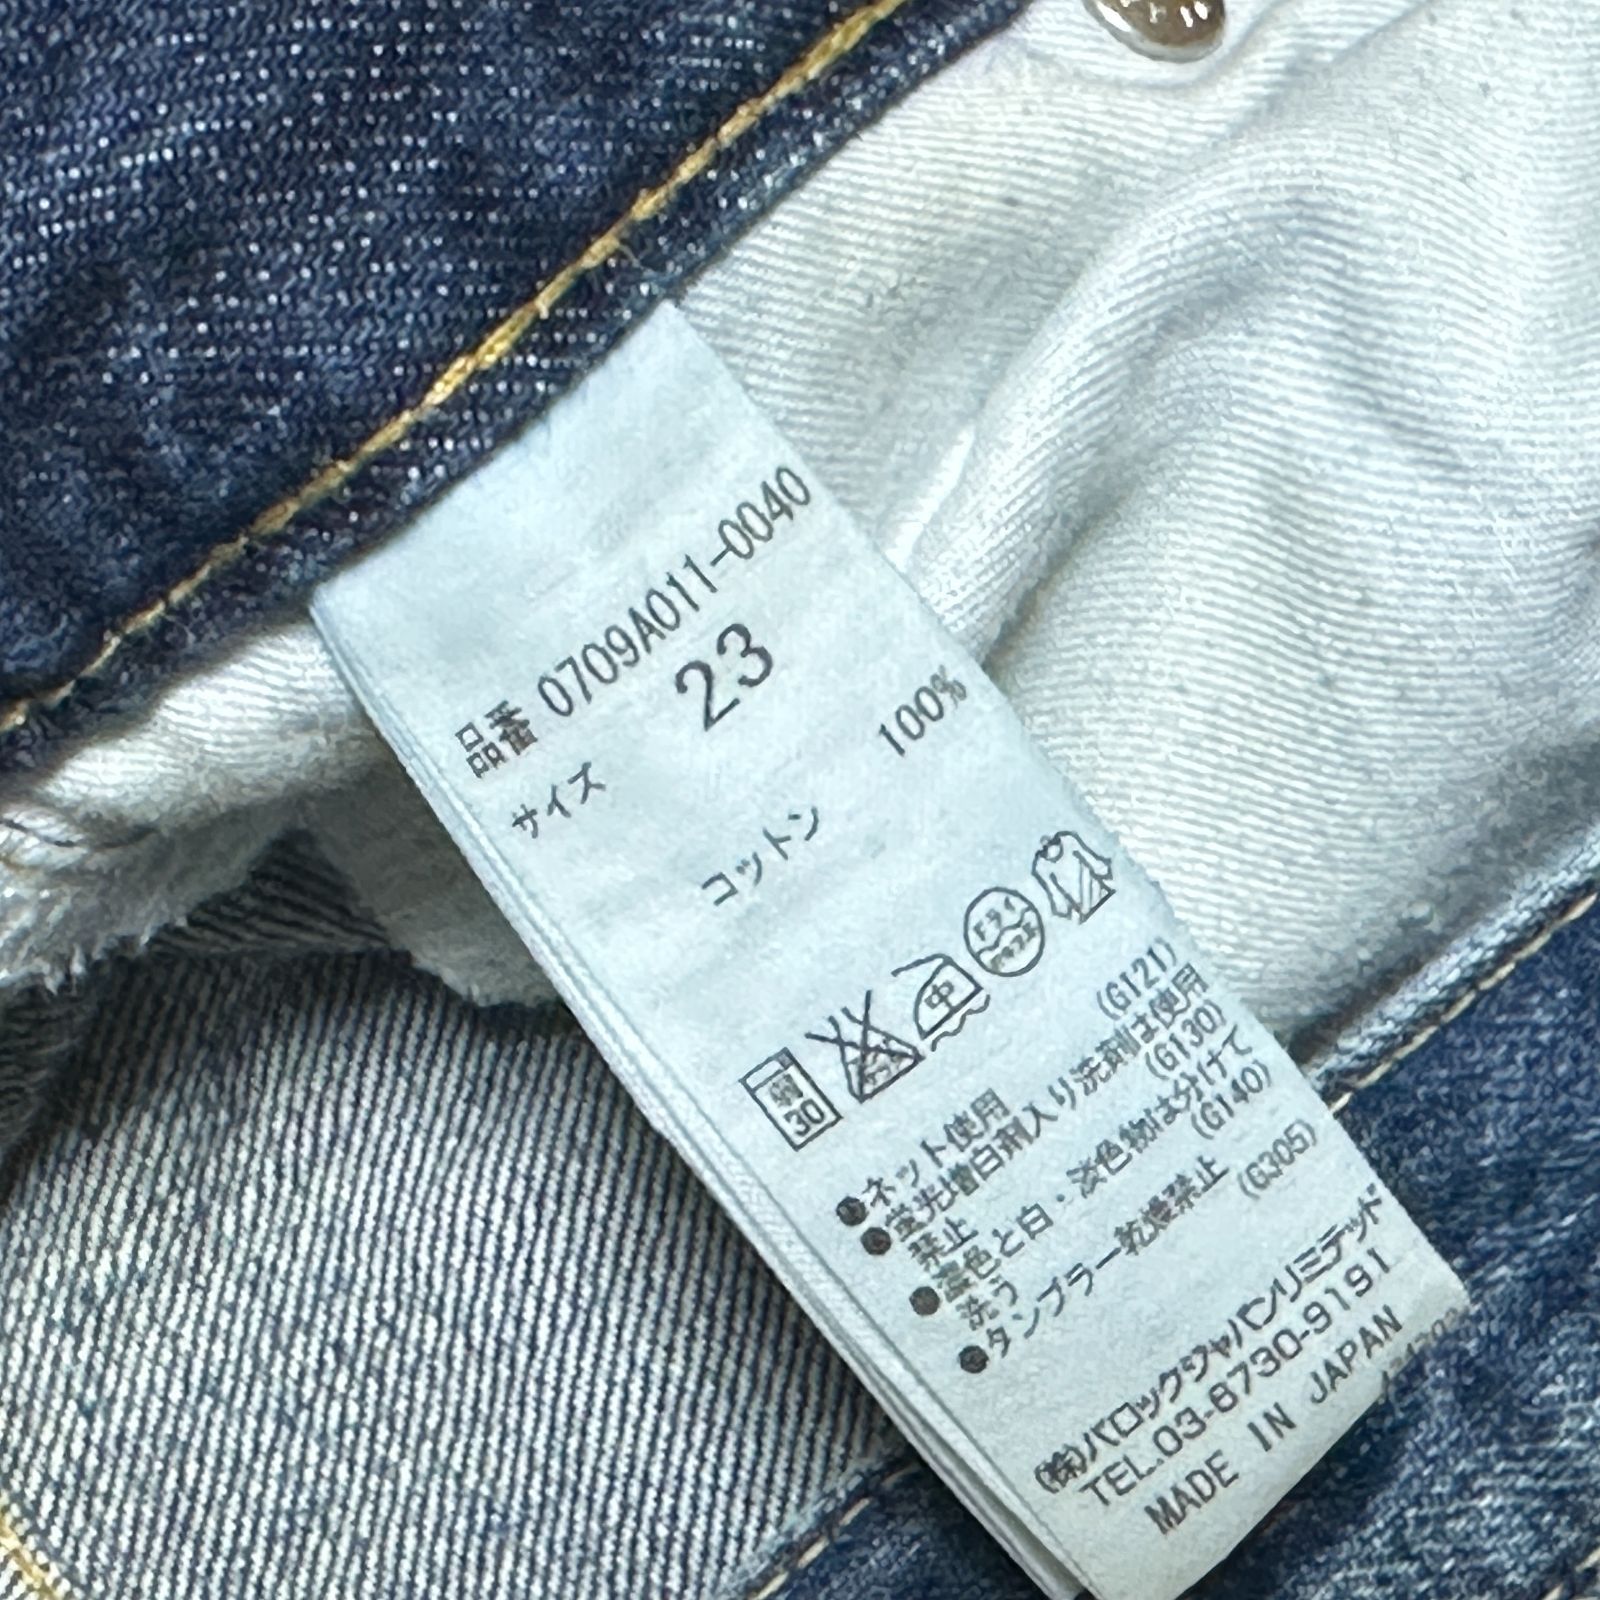 品番 0709A011-0040
サイズ 23
コットン 100%
弱 30 中 ドライ
(G121)
●ネット使用
●蛍光増白剤入り洗剤は使用
禁止 (G130)
●濃色と白・淡色物は分けて
洗う (G140)
●タンブラー乾燥禁止
(G305)
(株)バロックジャパンリミテッド
TEL.03-6730-9191
MADE IN JAPAN